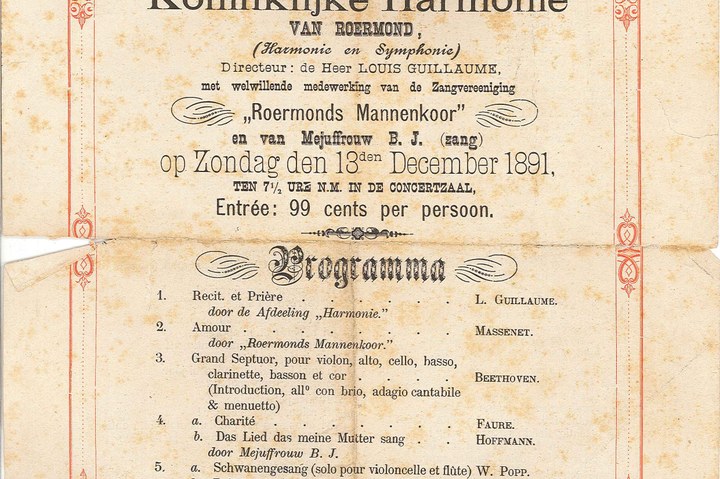 Koninklijke Harmonie
VAN ROERMOND,
(Harmonie en Symphonie)
Directeur: de Heer LOUIS GUILLAUME,
met welwillende medewerking van de Zangvereeniging
„Roermonds Mannenkoor”
en van Mejuffrouw B. J. (zang)
op Zondag den 13den December 1891,
TEN 7½ URE N.M. IN DE CONCERTZAAL,
Entrée: 99 cents per persoon.
Programma
1. Recit. et Prière . . . . . . L. GUILLAUME.
door de Afdeeling „Harmonie.”
2. Amour . . . . . . . . MASSENET.
door „Roermonds Mannenkoor.”
3. Grand Septuor, pour violon, alto, cello, basso,
clarinette, basson et cor . . . . . BEETHOVEN.
(Introduction, allo con brio, adagio cantabile
& menuetto)
4. a. Charité . . . . . . . FAURE.
b. Das Lied das meine Mutter sang . . HOFFMANN.
door Mejuffrouw B. J.
5. a. Schwanengesang (solo pour violoncelle et flûte) W. POPP.